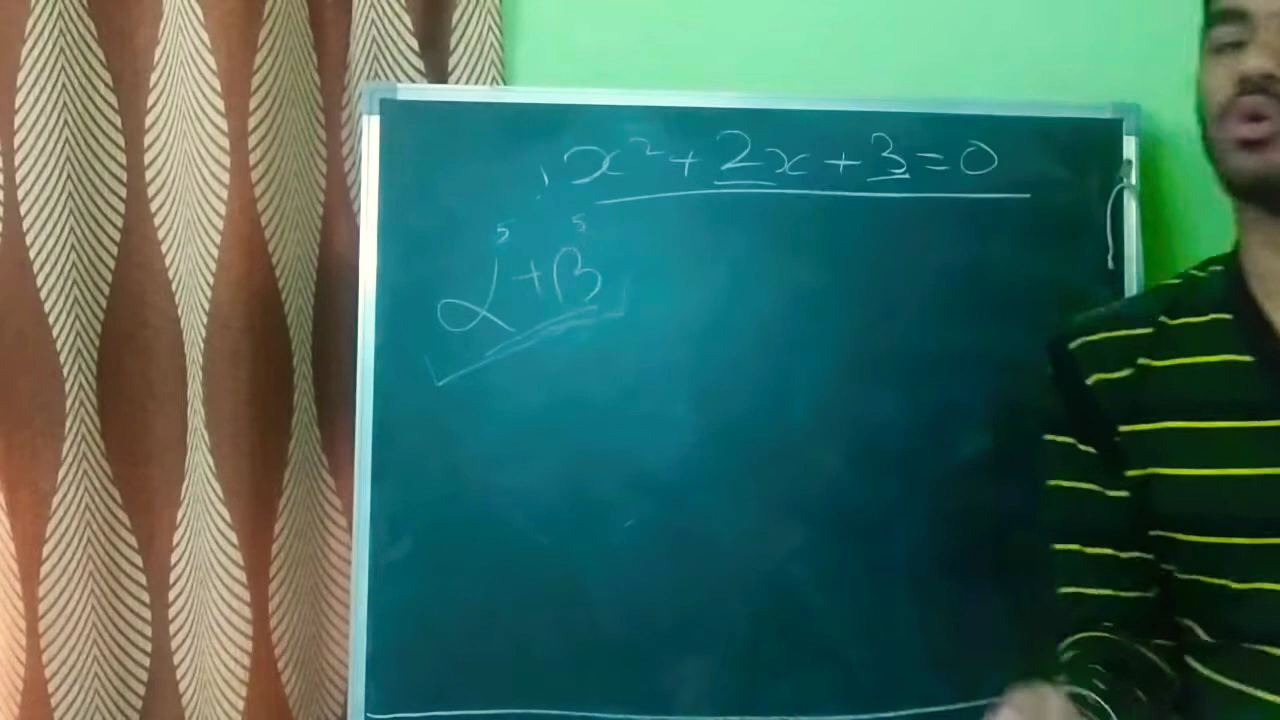 x² + 2x + 3 = 0
α⁵ + β⁵